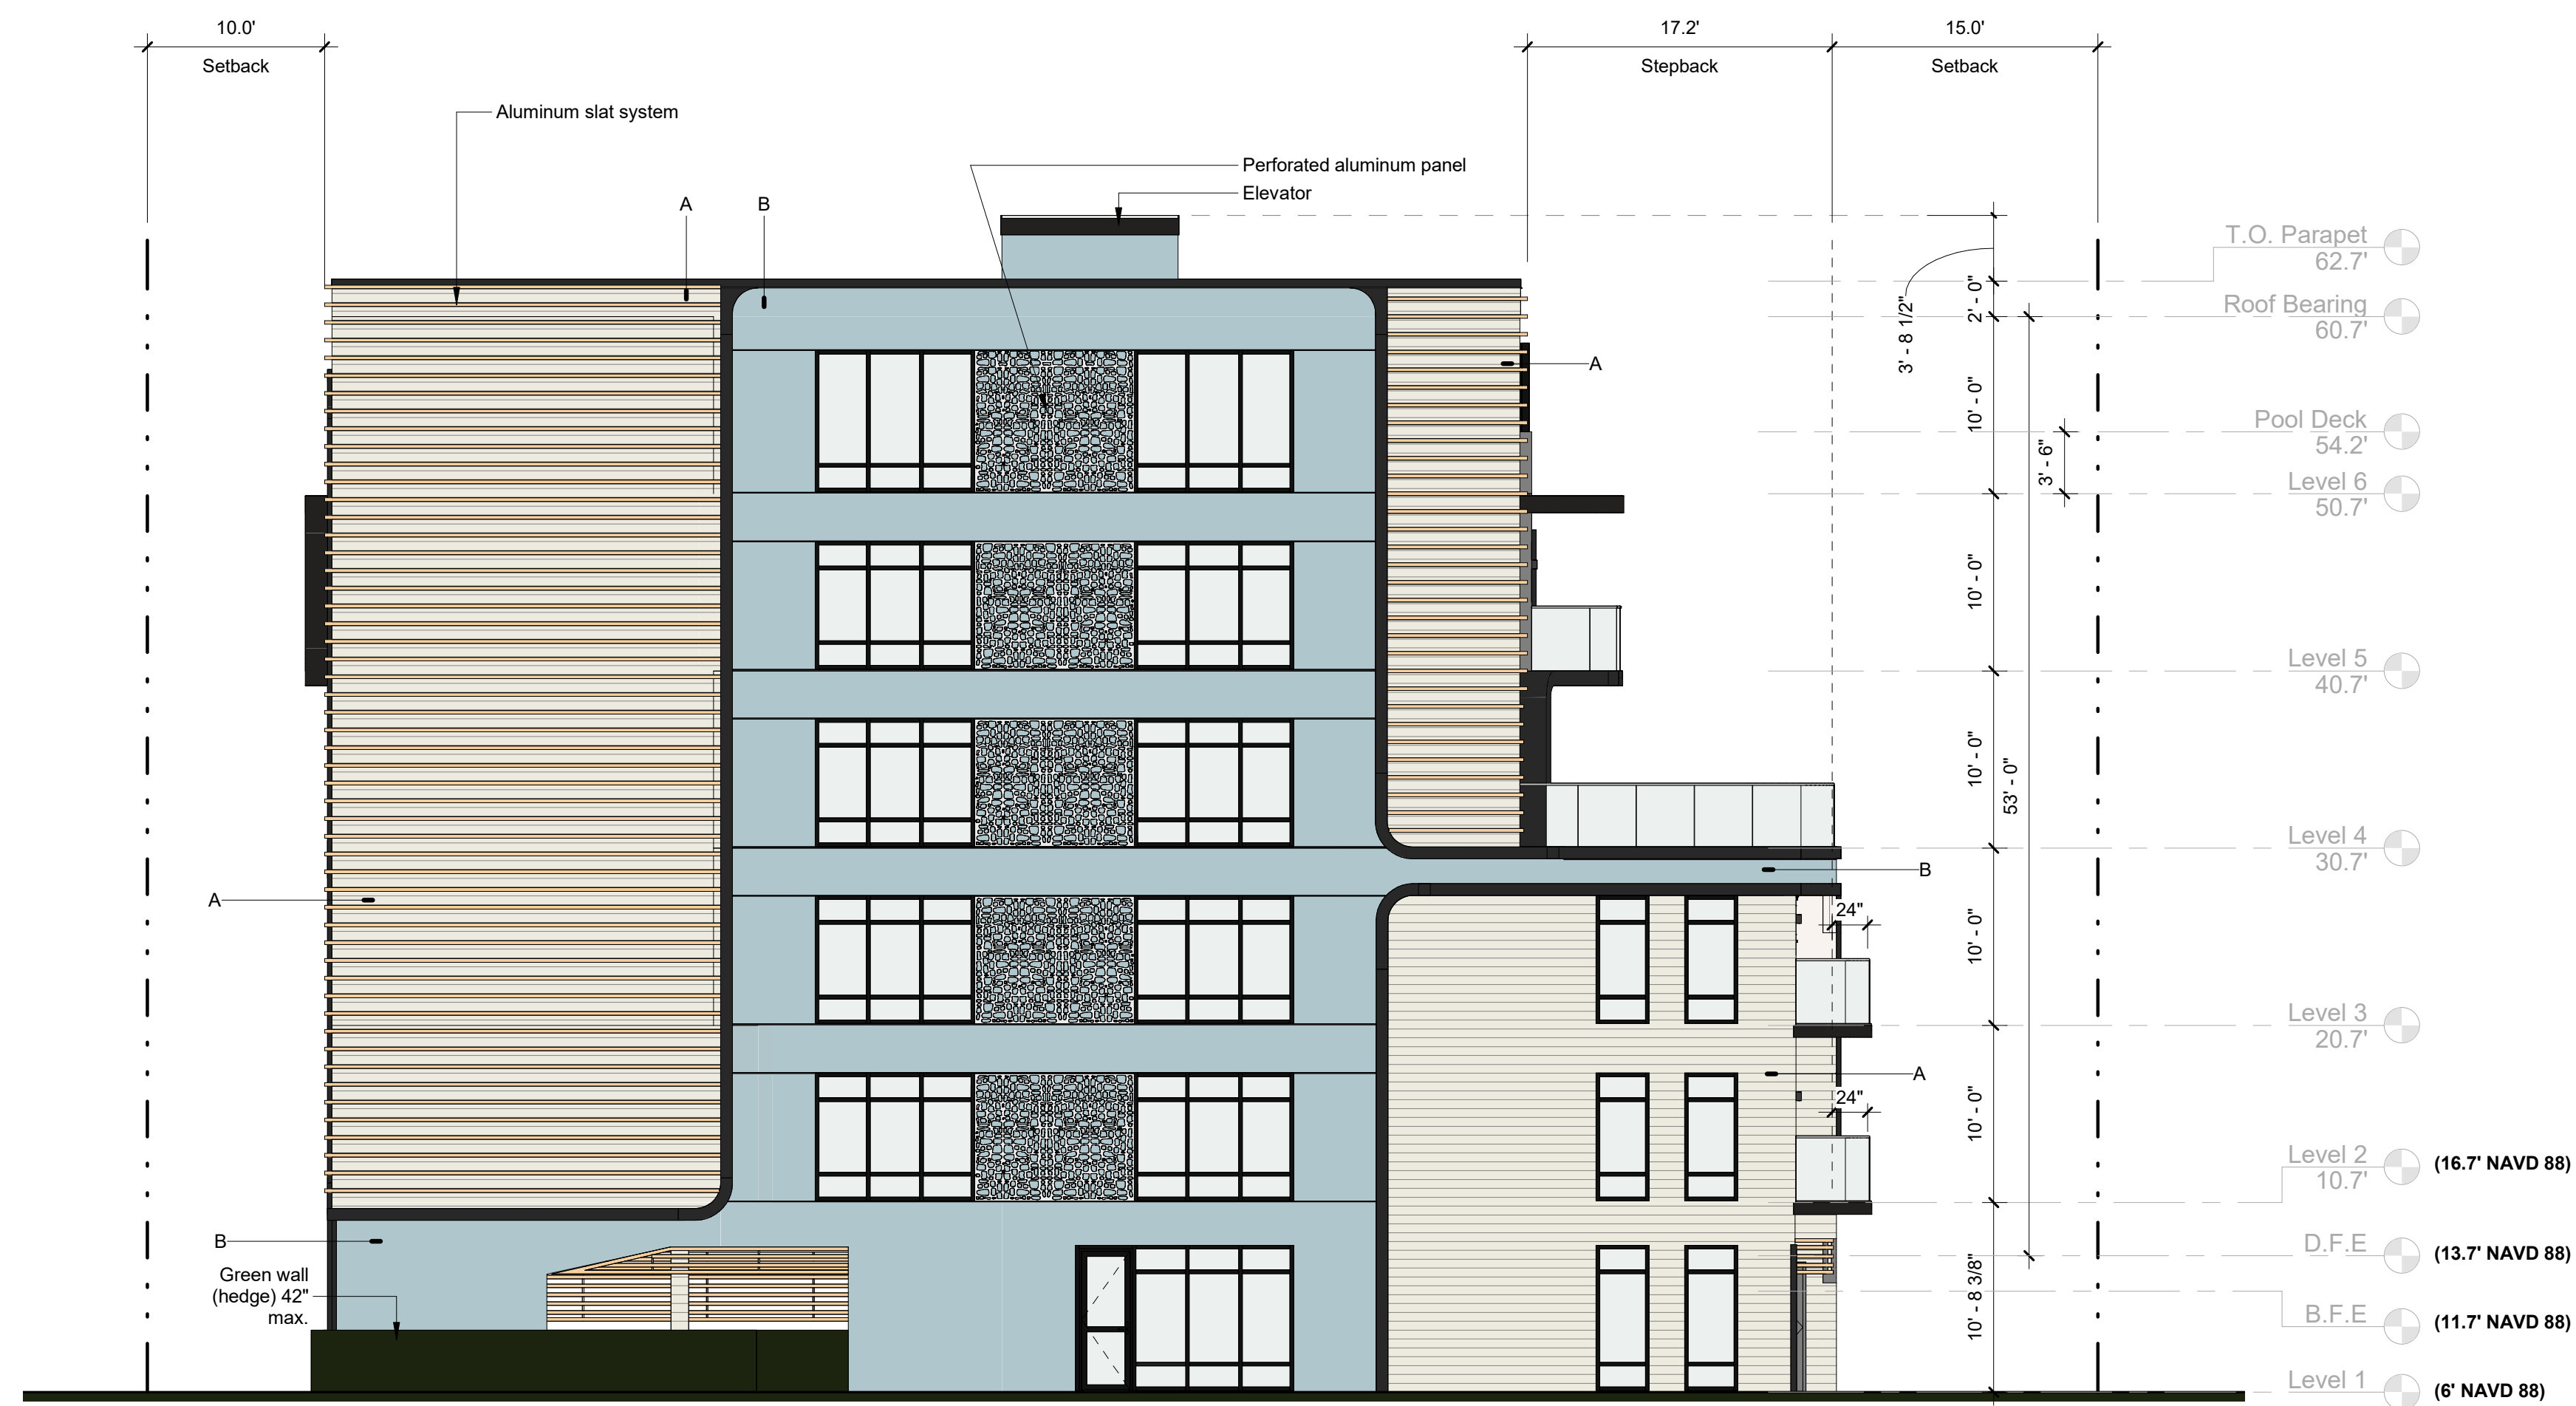 10.0'
Setback
17.2'
Stepback
15.0'
Setback
Aluminum slat system
Perforated aluminum panel
Elevator
A
B
A
T.O. Parapet
62.7'
Roof Bearing
60.7'
Pool Deck
54.2'
Level 6
50.7'
Level 5
40.7'
Level 4
30.7'
Level 3
20.7'
Level 2
10.7'
(16.7' NAVD 88)
D.F.E
(13.7' NAVD 88)
B.F.E
(11.7' NAVD 88)
Level 1
(6' NAVD 88)
3' - 8 1/2"
2' - 0"
10' - 0"
3' - 6"
10' - 0"
10' - 0"
53' - 0"
10' - 0"
10' - 0"
10' - 8 3/8"
A
B
24"
A
24"
B
Green wall
(hedge) 42"
max.